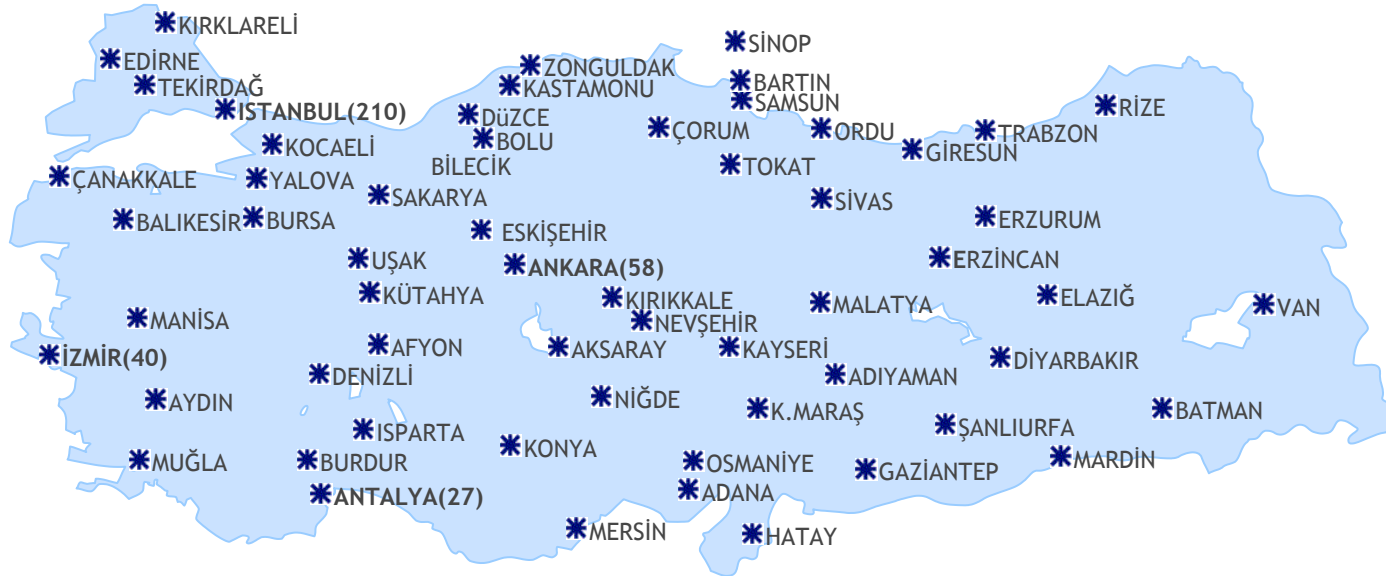 KIRKLARELİ
SİNOP
EDİRNE
ZONGULDAK
TEKİRDAĞ
KASTAMONU
BARTIN
SAMSUN
RİZE
ISTANBUL(210)
DüZCE
ÇORUM
ORDU
TRABZON
KOCAELİ
BOLU
GİRESUN
BİLECİK
TOKAT
ÇANAKKALE
YALOVA
SAKARYA
SİVAS
BALIKESİR
BURSA
ESKİŞEHİR
ERZURUM
UŞAK
ANKARA(58)
ERZİNCAN
KÜTAHYA
KIRIKKALE
MALATYA
ELAZIĞ
VAN
MANİSA
NEVŞEHİR
İZMİR(40)
AFYON
AKSARAY
KAYSERİ
DİYARBAKIR
DENİZLİ
ADIYAMAN
AYDIN
NİĞDE
K.MARAŞ
BATMAN
ISPARTA
ŞANLIURFA
KONYA
MUĞLA
BURDUR
OSMANİYE
GAZİANTEP
MARDİN
ANTALYA(27)
ADANA
MERSİN
HATAY